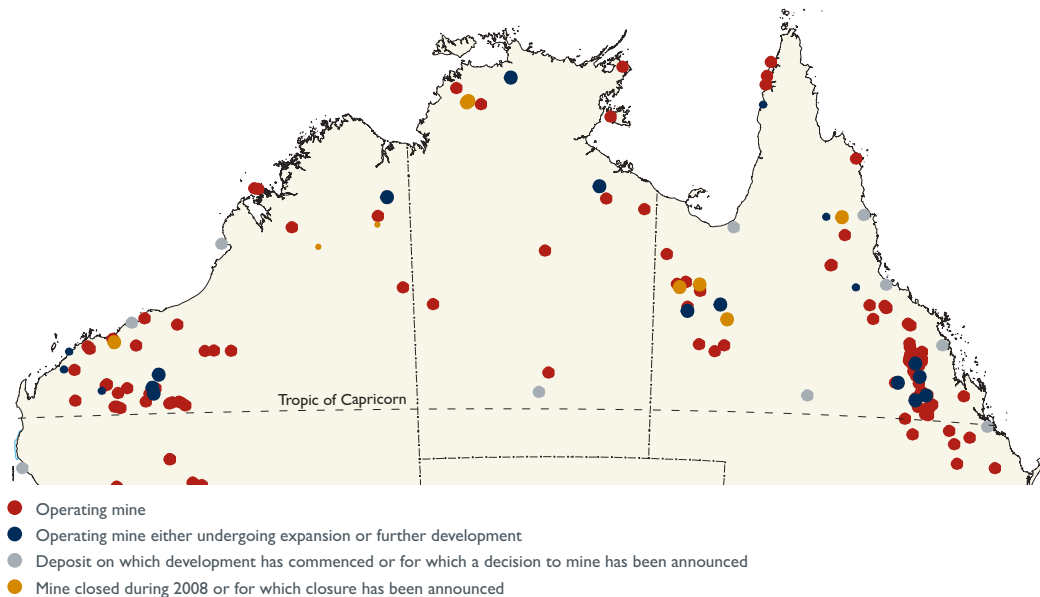 Tropic of Capricorn
Operating mine
Operating mine either undergoing expansion or further development
Deposit on which development has commenced or for which a decision to mine has been announced
Mine closed during 2008 or for which closure has been announced